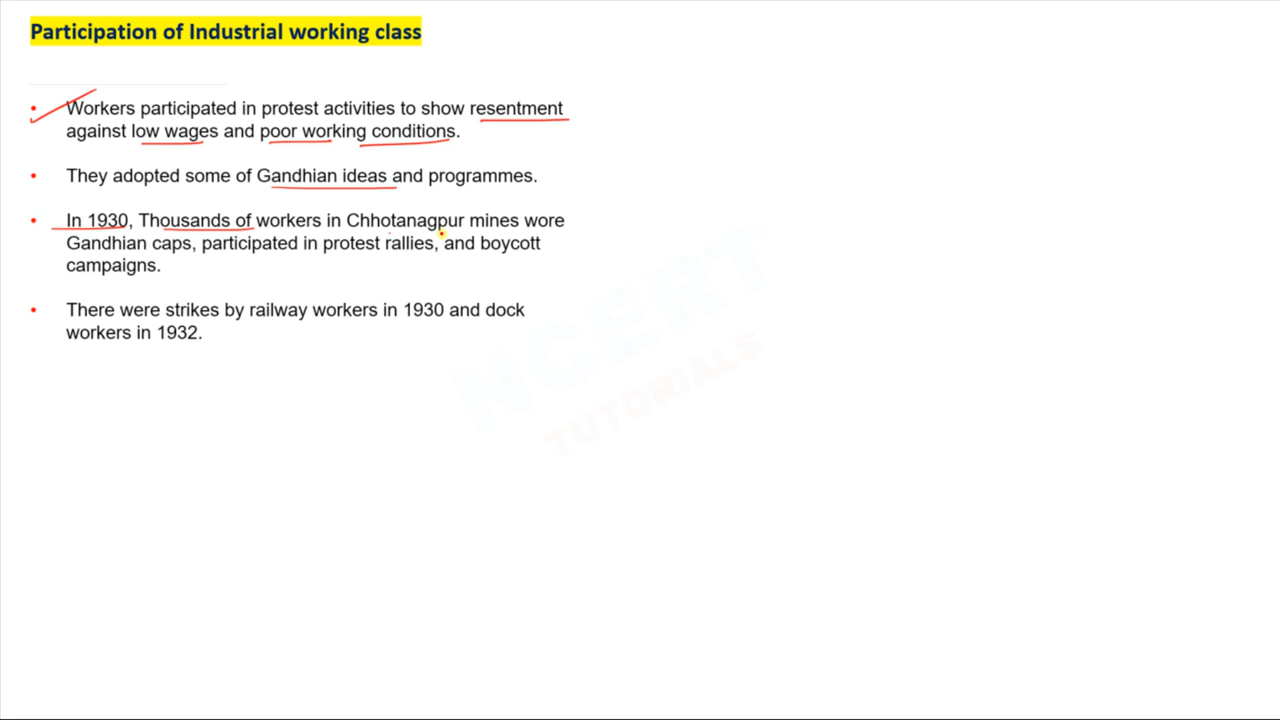 Participation of Industrial working class
• Workers participated in protest activities to show resentment
against low wages and poor working conditions.
• They adopted some of Gandhian ideas and programmes.
• In 1930, Thousands of workers in Chhotanagpur mines wore
Gandhian caps, participated in protest rallies, and boycott
campaigns.
• There were strikes by railway workers in 1930 and dock
workers in 1932.
NCERT
TUTORIALS